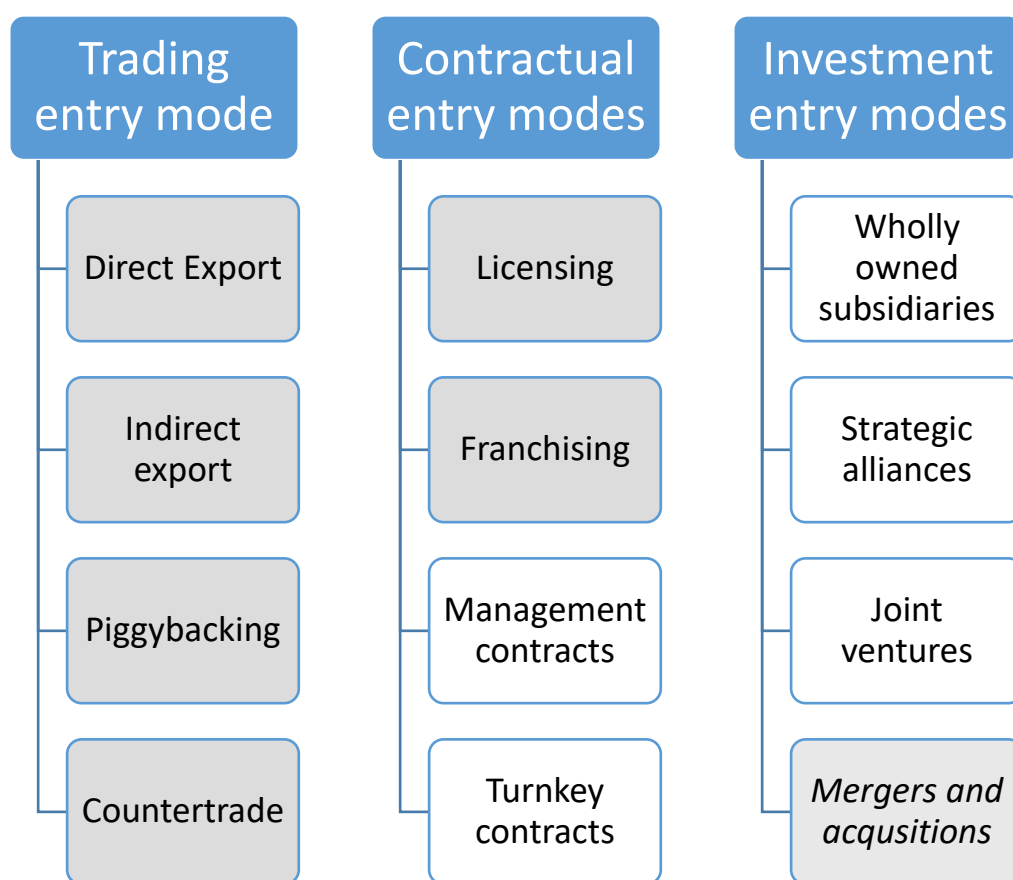 Trading
entry mode
Direct Export
Indirect
export
Piggybacking
Countertrade
Contractual
entry modes
Licensing
Franchising
Management
contracts
Turnkey
contracts
Investment
entry modes
Wholly
owned
subsidiaries
Strategic
alliances
Joint
ventures
Mergers and
acqusitions